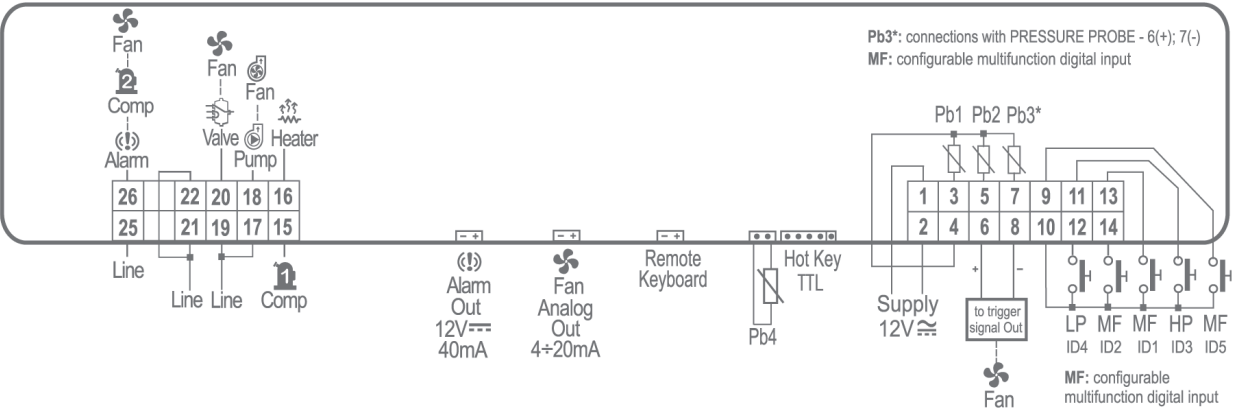 Pb3*: connections with PRESSURE PROBE - 6(+); 7(-)
MF: configurable multifunction digital input
Fan
2
Comp
Alarm
Fan
Valve
Fan
Pump
Heater
26 22 20 18 16
25 21 19 17 15
Line
Line
Line
1
Comp
- +
Alarm
Out
12V
40mA
- +
Fan
Analog
Out
4÷20mA
- +
Remote
Keyboard
Pb4
Hot Key
TTL
Pb1 Pb2 Pb3*
1 3 5 7 9 11 13
2 4 6 8 10 12 14
Supply
12V
+ -
to trigger
signal Out
Fan
LP MF MF HP MF
ID4 ID2 ID1 ID3 ID5
MF: configurable
multifunction digital input